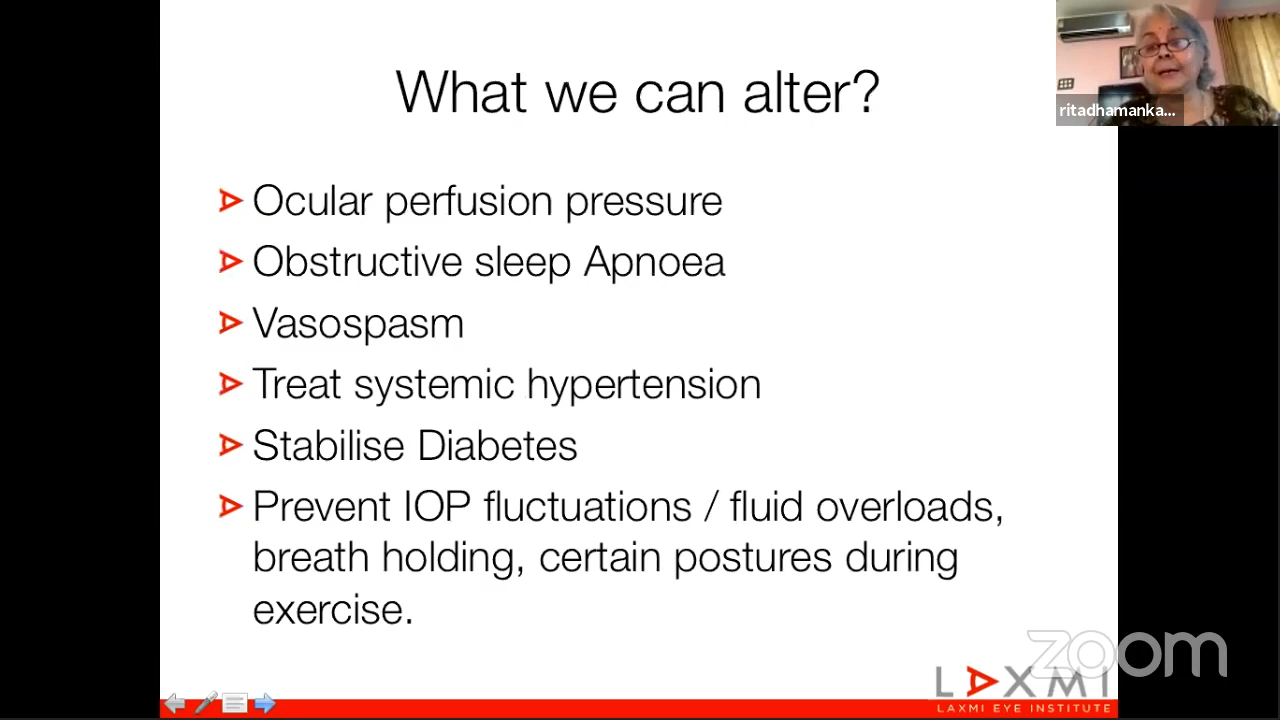 What we can alter?
ritadhamanka...
Ocular perfusion pressure
Obstructive sleep Apnoea
Vasospasm
Treat systemic hypertension
Stabilise Diabetes
Prevent IOP fluctuations / fluid overloads,
breath holding, certain postures during
exercise.
zoom
LAXMI
LAXMI EYE INSTITUTE